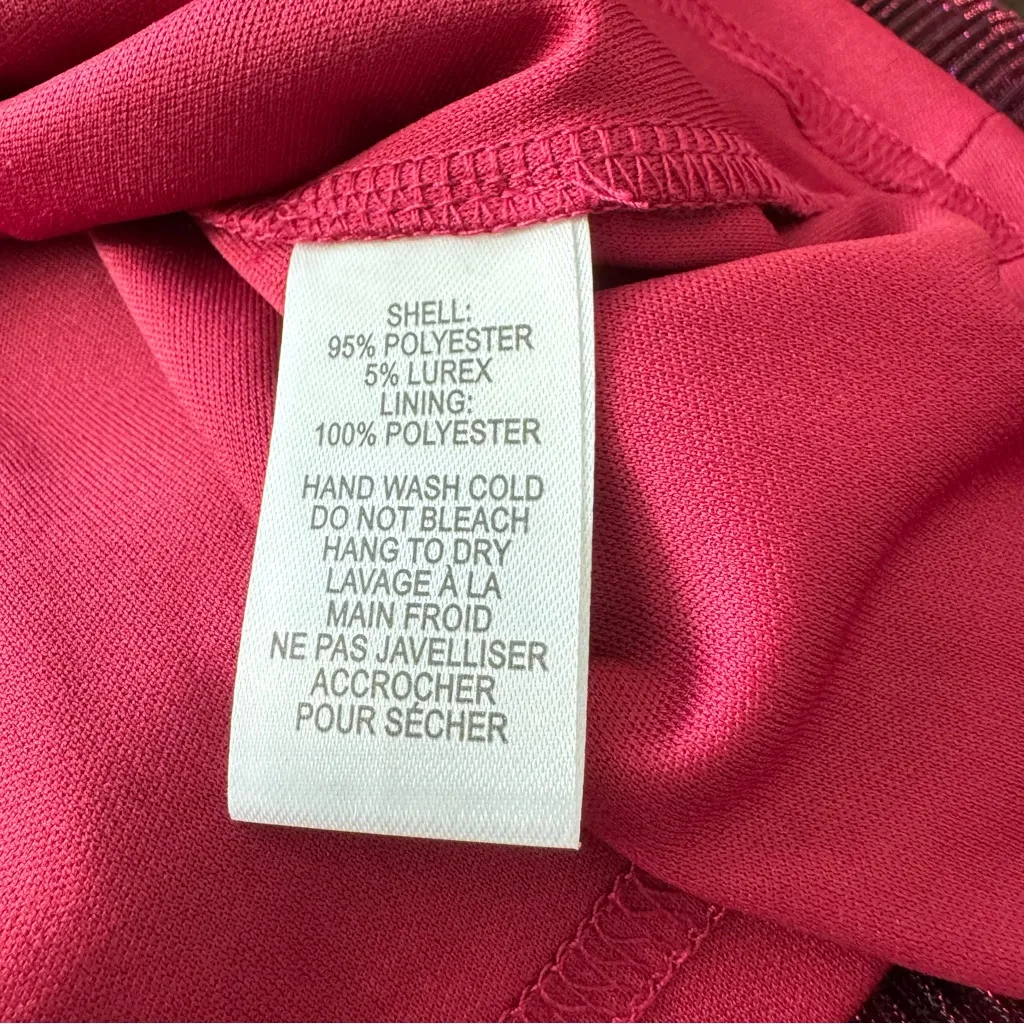 SHELL:
95% POLYESTER
5% LUREX
LINING:
100% POLYESTER
HAND WASH COLD
DO NOT BLEACH
HANG TO DRY
LAVAGE À LA
MAIN FROID
NE PAS JAVELLISER
ACCROCHER
POUR SÉCHER